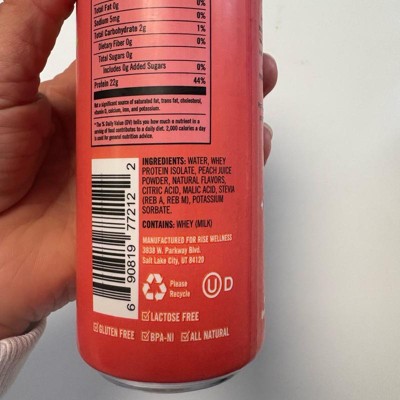 Total Fat 0g 0%
Sodium 5mg 0%
Total Carbohydrate 2g 1%
Dietary Fiber 0g 0%
Total Sugars 0g
Includes 0g Added Sugars 0%
Protein 22g 44%
Not a significant source of saturated fat, trans fat, cholesterol,
vitamin D, calcium, iron, and potassium.
*The % Daily Value (DV) tells you how much a nutrient in a
serving of food contributes to a daily diet. 2,000 calories a day
is used for general nutrition advice.
INGREDIENTS: WATER, WHEY
PROTEIN ISOLATE, PEACH JUICE
POWDER, NATURAL FLAVORS,
CITRIC ACID, MALIC ACID, STEVIA
(REB A, REB M), POTASSIUM
SORBATE.
CONTAINS: WHEY (MILK)
MANUFACTURED FOR RISE WELLNESS
3838 W. Parkway Blvd.
Salt Lake City, UT 84120
Please
Recycle
U D
6 90819 77212 2
LACTOSE FREE
GLUTEN FREE BPA-NI ALL NATURAL